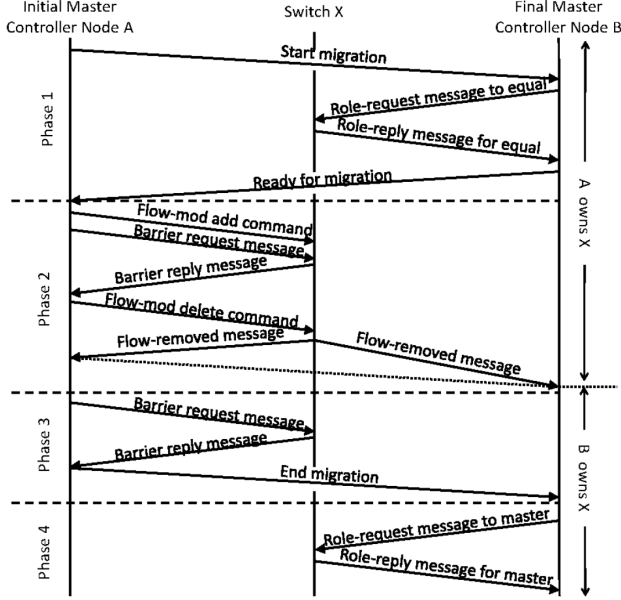 Initial Master
Controller Node A
Switch X
Final Master
Controller Node B
Phase 1
Start migration
Role-request message to equal
Role-reply message for equal
Ready for migration
A owns X
Phase 2
Flow-mod add command
Barrier request message
Barrier reply message
Flow-mod delete command
Flow-removed message
Flow-removed message
Phase 3
Barrier request message
Barrier reply message
End migration
B owns X
Phase 4
Role-request message to master
Role-reply message for master